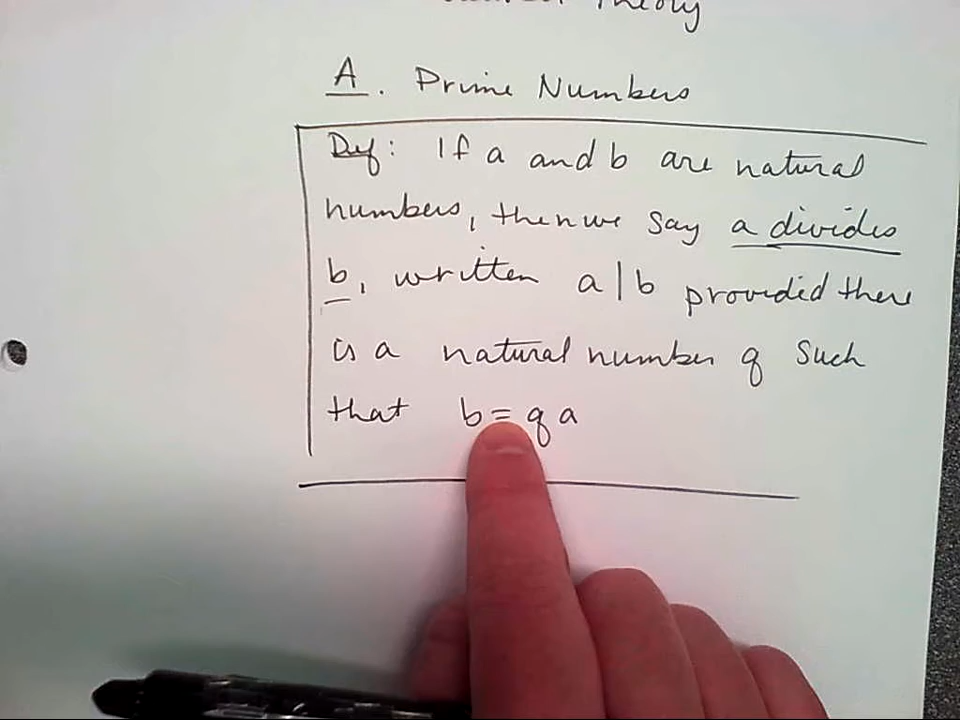 Theory
A. Prime Numbers
Def: If a and b are natural
numbers, then we say a divides
b, written a|b provided there
is a natural number q such
that b = qa